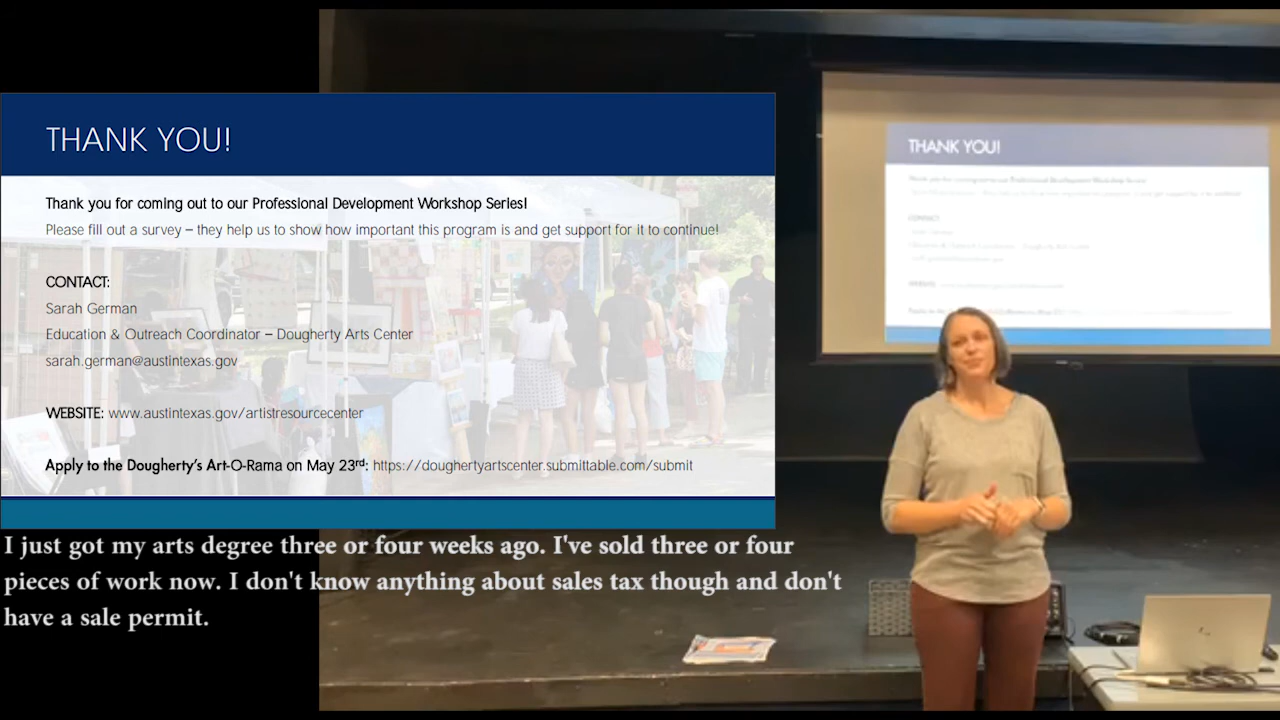 THANK YOU!
Thank you for coming out to our Professional Development Workshop Series!
Please fill out a survey – they help us to show how important this program is and get support for it to continue!
CONTACT:
Sarah German
Education & Outreach Coordinator – Dougherty Arts Center
sarah.german@austintexas.gov
WEBSITE: www.austintexas.gov/artistresourcecenter
Apply to the Dougherty's Art-O-Rama on May 23rd: https://doughertyartscenter.submittable.com/submit
I just got my arts degree three or four weeks ago. I've sold three or four
pieces of work now. I don't know anything about sales tax though and don't
have a sale permit.
THANK YOU!